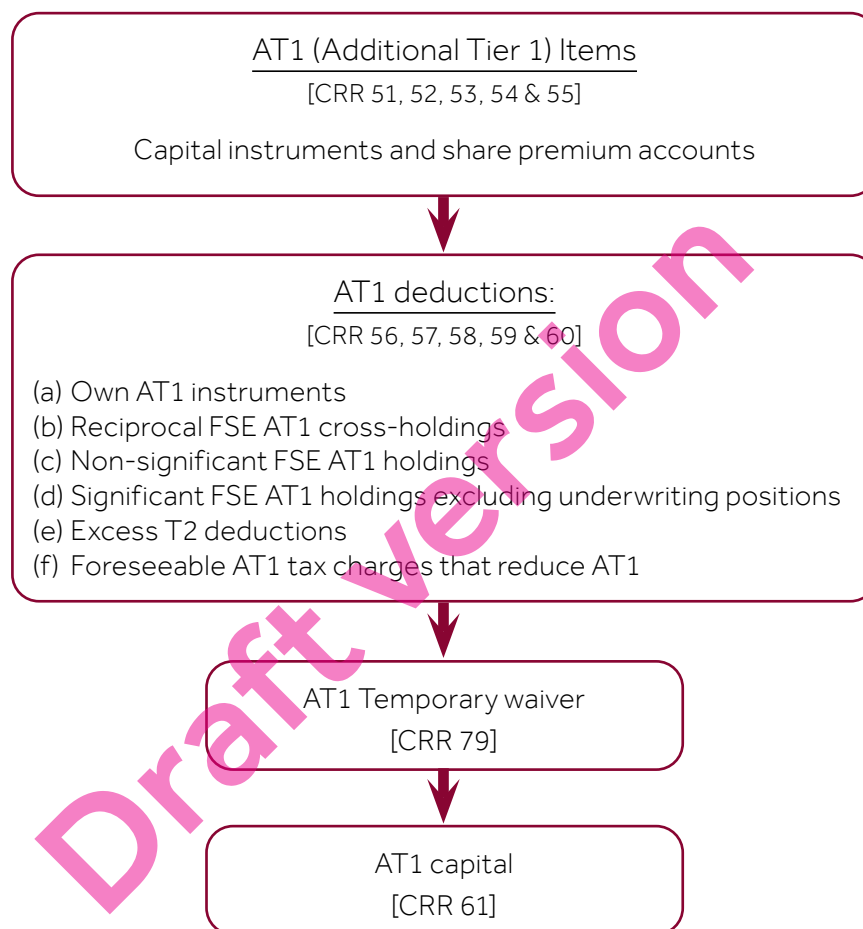 AT1 (Additional Tier 1) Items
[CRR 51, 52, 53, 54 & 55]
Capital instruments and share premium accounts
AT1 deductions:
[CRR 56, 57, 58, 59 & 60]
(a) Own AT1 instruments
(b) Reciprocal FSE AT1 cross-holdings
(c) Non-significant FSE AT1 holdings
(d) Significant FSE AT1 holdings excluding underwriting positions
(e) Excess T2 deductions
(f) Foreseeable AT1 tax charges that reduce AT1
AT1 Temporary waiver
[CRR 79]
AT1 capital
[CRR 61]
Draft version